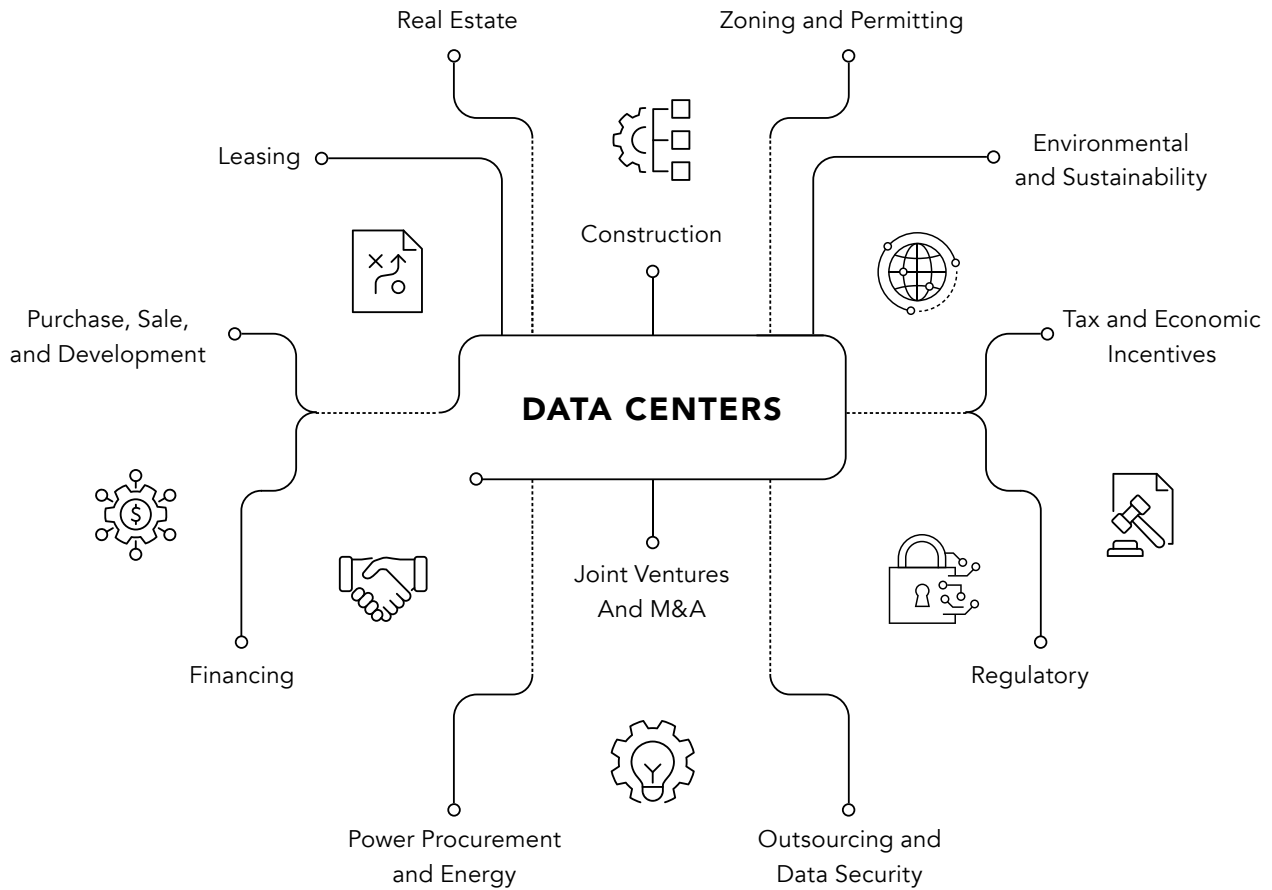 Real Estate
Zoning and Permitting
Leasing
Environmental
and Sustainability
Construction
Purchase, Sale,
and Development
Tax and Economic
Incentives
DATA CENTERS
$
Joint Ventures
And M&A
Financing
Regulatory
Power Procurement
and Energy
Outsourcing and
Data Security